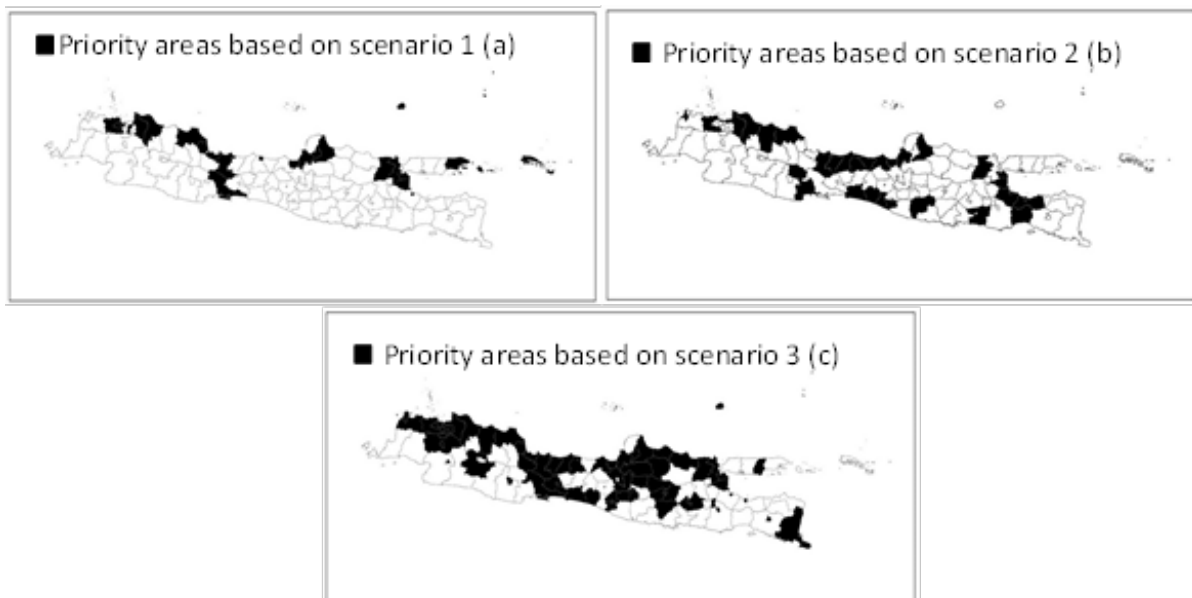 Priority areas based on scenario 1 (a)
Priority areas based on scenario 2 (b)
Priority areas based on scenario 3 (c)